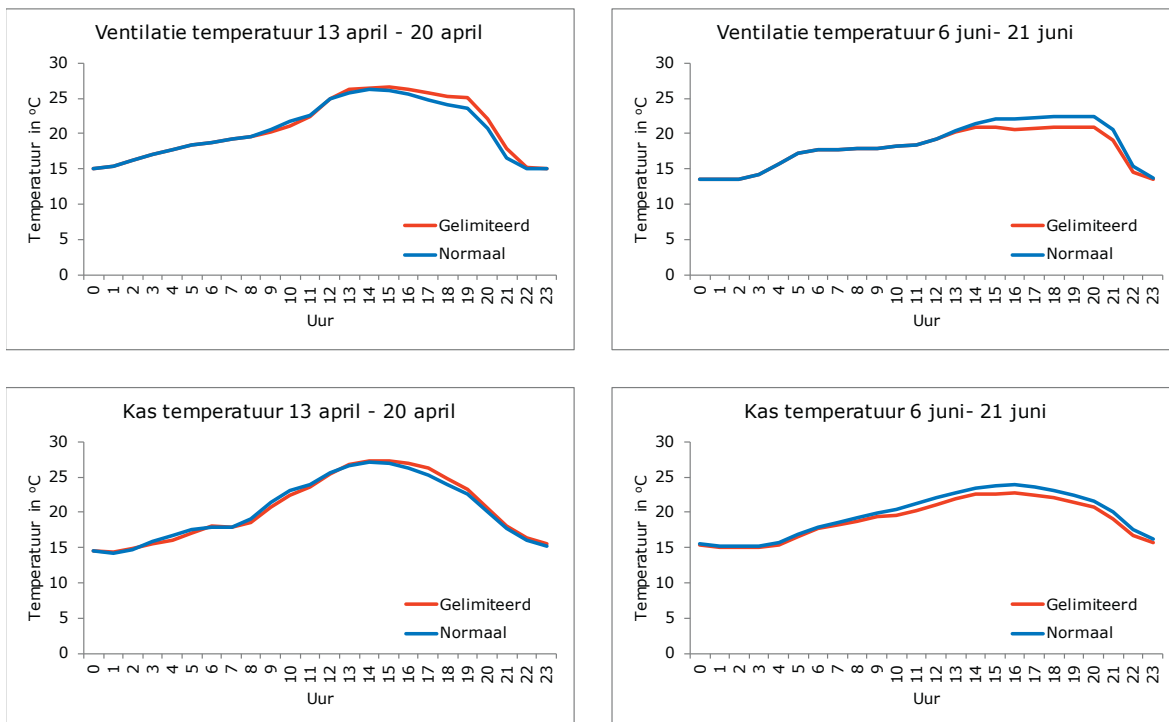 Ventilatie temperatuur 13 april - 20 april
Temperatuur in ºC
30
25
20
15
10
5
0
Gelimiteerd
Normaal
0 1 2 3 4 5 6 7 8 9 10 11 12 13 14 15 16 17 18 19 20 21 22 23
Uur
Ventilatie temperatuur 6 juni- 21 juni
Temperatuur in ºC
30
25
20
15
10
5
0
Gelimiteerd
Normaal
0 1 2 3 4 5 6 7 8 9 10 11 12 13 14 15 16 17 18 19 20 21 22 23
Uur
Kas temperatuur 13 april - 20 april
Temperatuur in ºC
30
25
20
15
10
5
0
Gelimiteerd
Normaal
0 1 2 3 4 5 6 7 8 9 10 11 12 13 14 15 16 17 18 19 20 21 22 23
Uur
Kas temperatuur 6 juni- 21 juni
Temperatuur in ºC
30
25
20
15
10
5
0
Gelimiteerd
Normaal
0 1 2 3 4 5 6 7 8 9 10 11 12 13 14 15 16 17 18 19 20 21 22 23
Uur